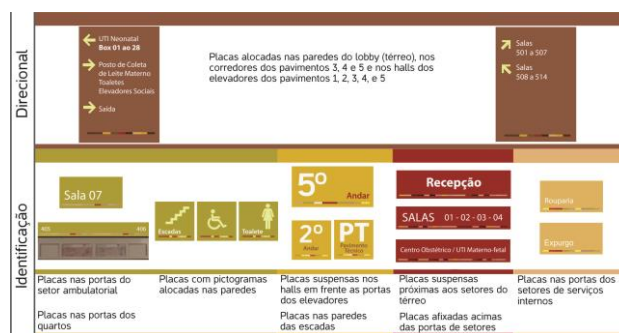 Direcional
UTI Neonatal
Box 01 ao 28
Posto de Coleta
de Leite Materno
Toaletes
Elevadores Sociais
Saída
Placas alocadas nas paredes do lobby (térreo), nos
corredores dos pavimentos 3, 4 e 5 e nos halls dos
elevadores dos pavimentos 1, 2, 3, 4, e 5
Salas
501 a 507
Salas
508 a 514
Identificação
Sala 07
Escadas
Toalete
5º
Andar
2º
Andar
PT
Pavimento
Técnico
Recepção
SALAS 01 - 02 - 03 - 04
Centro Obstétrico / UTI Materno-fetal
Rouparia
Expurgo
Placas nas portas do
setor ambulatorial
Placas nas portas dos
quartos
Placas com pictogramas
alocadas nas paredes
Placas suspensas nos
halls em frente as portas
dos elevadores
Placas nas paredes
das escadas
Placas suspensas
próximas aos setores do
térreo
Placas afixadas acimas
das portas de setores
Placas nas portas dos
setores de serviços
internos